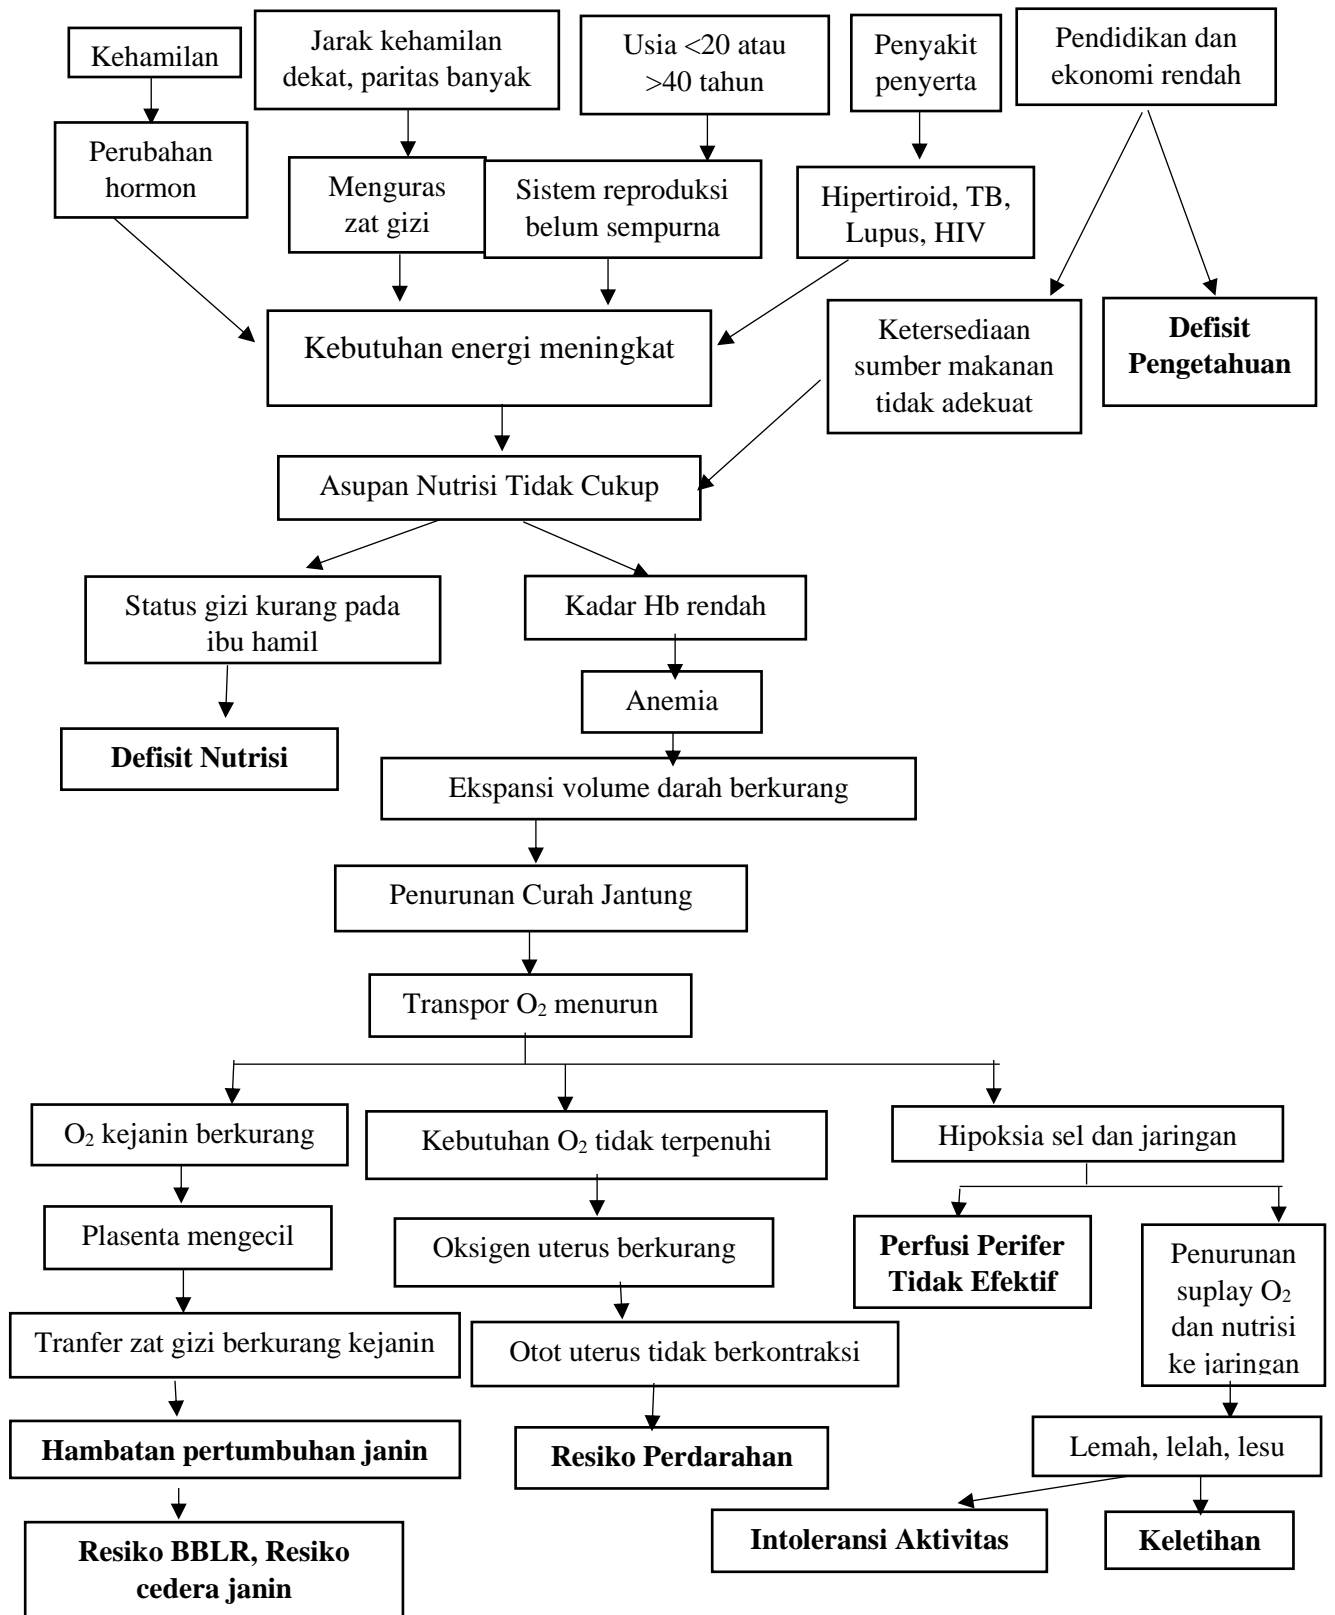 Kehamilan
Jarak kehamilan
dekat, paritas banyak
Usia <20 atau
>40 tahun
Penyakit
penyerta
Pendidikan dan
ekonomi rendah
Perubahan
hormon
Menguras
zat gizi
Sistem reproduksi
belum sempurna
Hipertiroid, TB,
Lupus, HIV
Kebutuhan energi meningkat
Ketersediaan
sumber makanan
tidak adekuat
Defisit
Pengetahuan
Asupan Nutrisi Tidak Cukup
Status gizi kurang pada
ibu hamil
Kadar Hb rendah
Anemia
Defisit Nutrisi
Ekspansi volume darah berkurang
Penurunan Curah Jantung
Transpor O₂ menurun
O₂ kejanin berkurang
Kebutuhan O₂ tidak terpenuhi
Hipoksia sel dan jaringan
Plasenta mengecil
Oksigen uterus berkurang
Perfusi Perifer
Tidak Efektif
Penurunan
suplay O₂
dan nutrisi
ke jaringan
Tranfer zat gizi berkurang kejanin
Otot uterus tidak berkontraksi
Hambatan pertumbuhan janin
Resiko Perdarahan
Lemah, lelah, lesu
Resiko BBLR, Resiko
cedera janin
Intoleransi Aktivitas
Keletihan